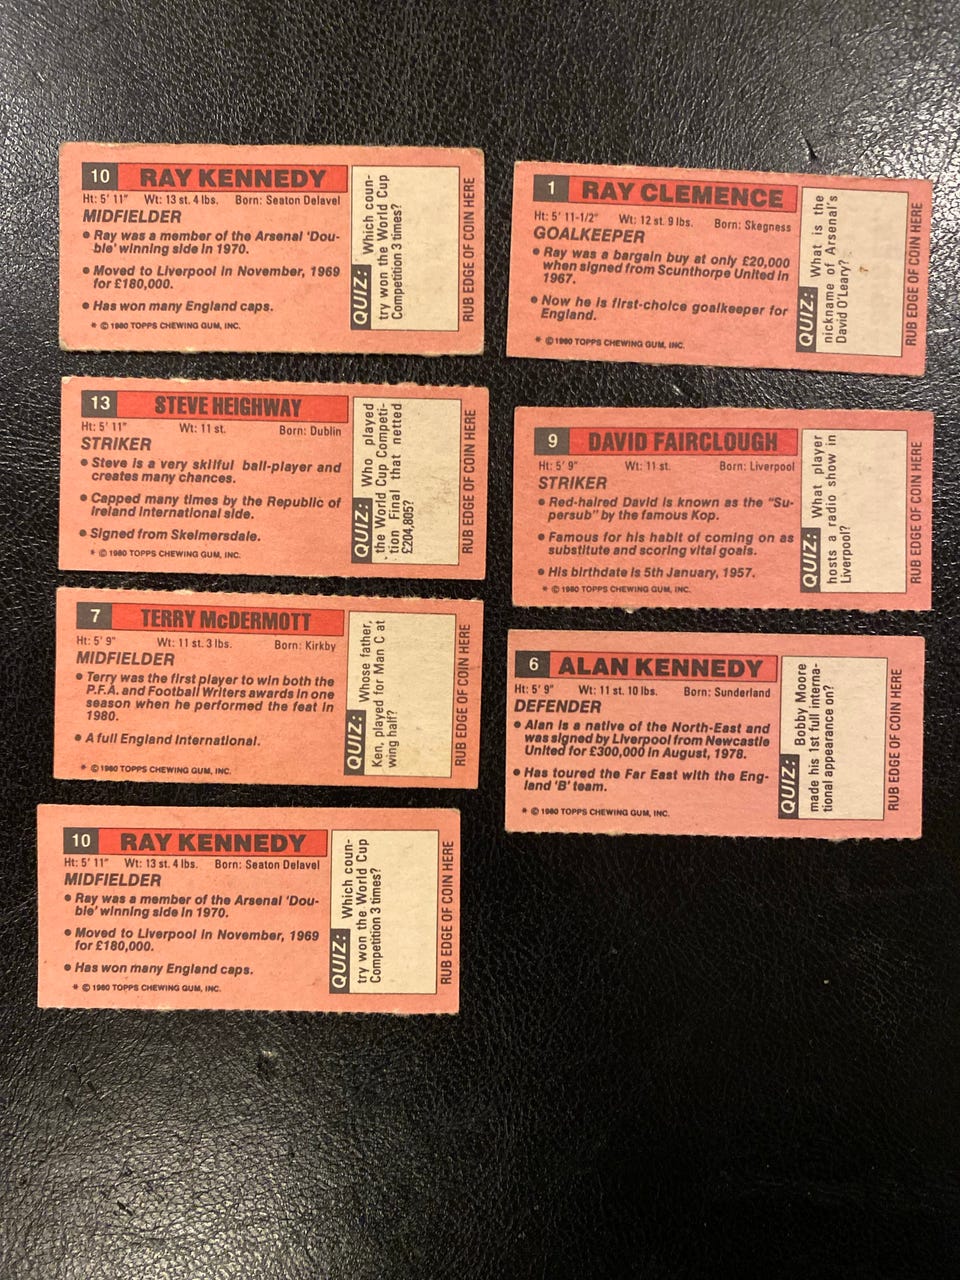 10 RAY KENNEDY
Ht: 5' 11" Wt: 13 st. 4 lbs. Born: Seaton Delavel
MIDFIELDER
• Ray was a member of the Arsenal 'Dou-
ble' winning side in 1970.
• Moved to Liverpool in November, 1969
for £180,000.
• Has won many England caps.
* © 1980 TOPPS CHEWING GUM, INC.
QUIZ: Which coun-
try won the World Cup
Competition 3 times?
RUB EDGE OF COIN HERE
1 RAY CLEMENCE
Ht: 5' 11-1/2" Wt: 12 st. 9 lbs. Born: Skegness
GOALKEEPER
• Ray was a bargain buy at only £20,000
when signed from Scunthorpe United in
1967.
• Now he is first-choice goalkeeper for
England.
* © 1980 TOPPS CHEWING GUM, INC.
QUIZ: What is the
nickname of Arsenal's
David O'Leary?
RUB EDGE OF COIN HERE
13 STEVE HEIGHWAY
Ht: 5' 11" Wt: 11 st. Born: Dublin
STRIKER
• Steve is a very skilful ball-player and
creates many chances.
• Capped many times by the Republic of
Ireland International side.
• Signed from Skelmersdale.
* © 1980 TOPPS CHEWING GUM, INC.
QUIZ: Who played
the World Cup Competi-
tion Final that netted
£204,805?
RUB EDGE OF COIN HERE
9 DAVID FAIRCLOUGH
Ht: 5' 9" Wt: 11 st. Born: Liverpool
STRIKER
• Red-haired David is known as the "Su-
persub" by the famous Kop.
• Famous for his habit of coming on as
substitute and scoring vital goals.
• His birthdate is 5th January, 1957.
* © 1980 TOPPS CHEWING GUM, INC.
QUIZ: What player
hosts a radio show in
Liverpool?
RUB EDGE OF COIN HERE
7 TERRY McDERMOTT
Ht: 5' 9" Wt: 11 st. 3 lbs. Born: Kirkby
MIDFIELDER
• Terry was the first player to win both the
P.F.A. and Football Writers awards in one
season when he performed the feat in
1980.
• A full England International.
* © 1980 TOPPS CHEWING GUM, INC.
QUIZ: Whose father,
Ken, played for Man C at
wing half?
RUB EDGE OF COIN HERE
6 ALAN KENNEDY
Ht: 5' 9" Wt: 11 st. 10 lbs. Born: Sunderland
DEFENDER
• Alan is a native of the North-East and
was signed by Liverpool from Newcastle
United for £300,000 in August, 1978.
• Has toured the Far East with the Eng-
land 'B' team.
* © 1980 TOPPS CHEWING GUM, INC.
QUIZ: Bobby Moore
made his 1st full interna-
tional appearance on?
RUB EDGE OF COIN HERE
10 RAY KENNEDY
Ht: 5' 11" Wt: 13 st. 4 lbs. Born: Seaton Delavel
MIDFIELDER
• Ray was a member of the Arsenal 'Dou-
ble' winning side in 1970.
• Moved to Liverpool in November, 1969
for £180,000.
• Has won many England caps.
* © 1980 TOPPS CHEWING GUM, INC.
QUIZ: Which coun-
try won the World Cup
Competition 3 times?
RUB EDGE OF COIN HERE